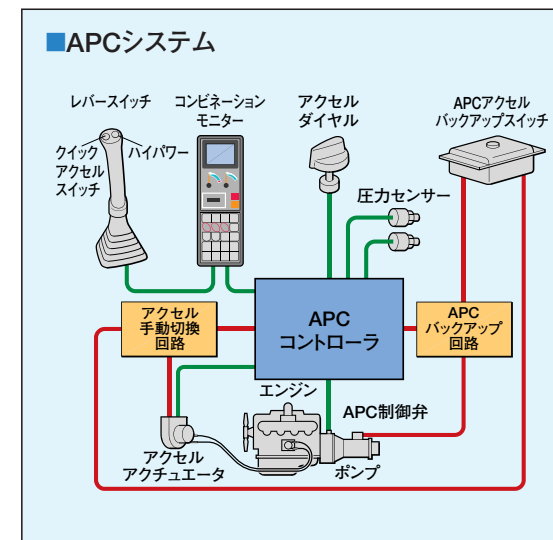 ■APCシステム
レバースイッチ
コンビネーション
モニター
アクセル
ダイヤル
APCアクセル
バックアップスイッチ
クイック
アクセル
スイッチ
ハイパワー
圧力センサー
アクセル
手動切換
回路
APC
コントローラ
APC
バックアップ
回路
エンジン
APC制御弁
アクセル
アクチュエータ
ポンプ